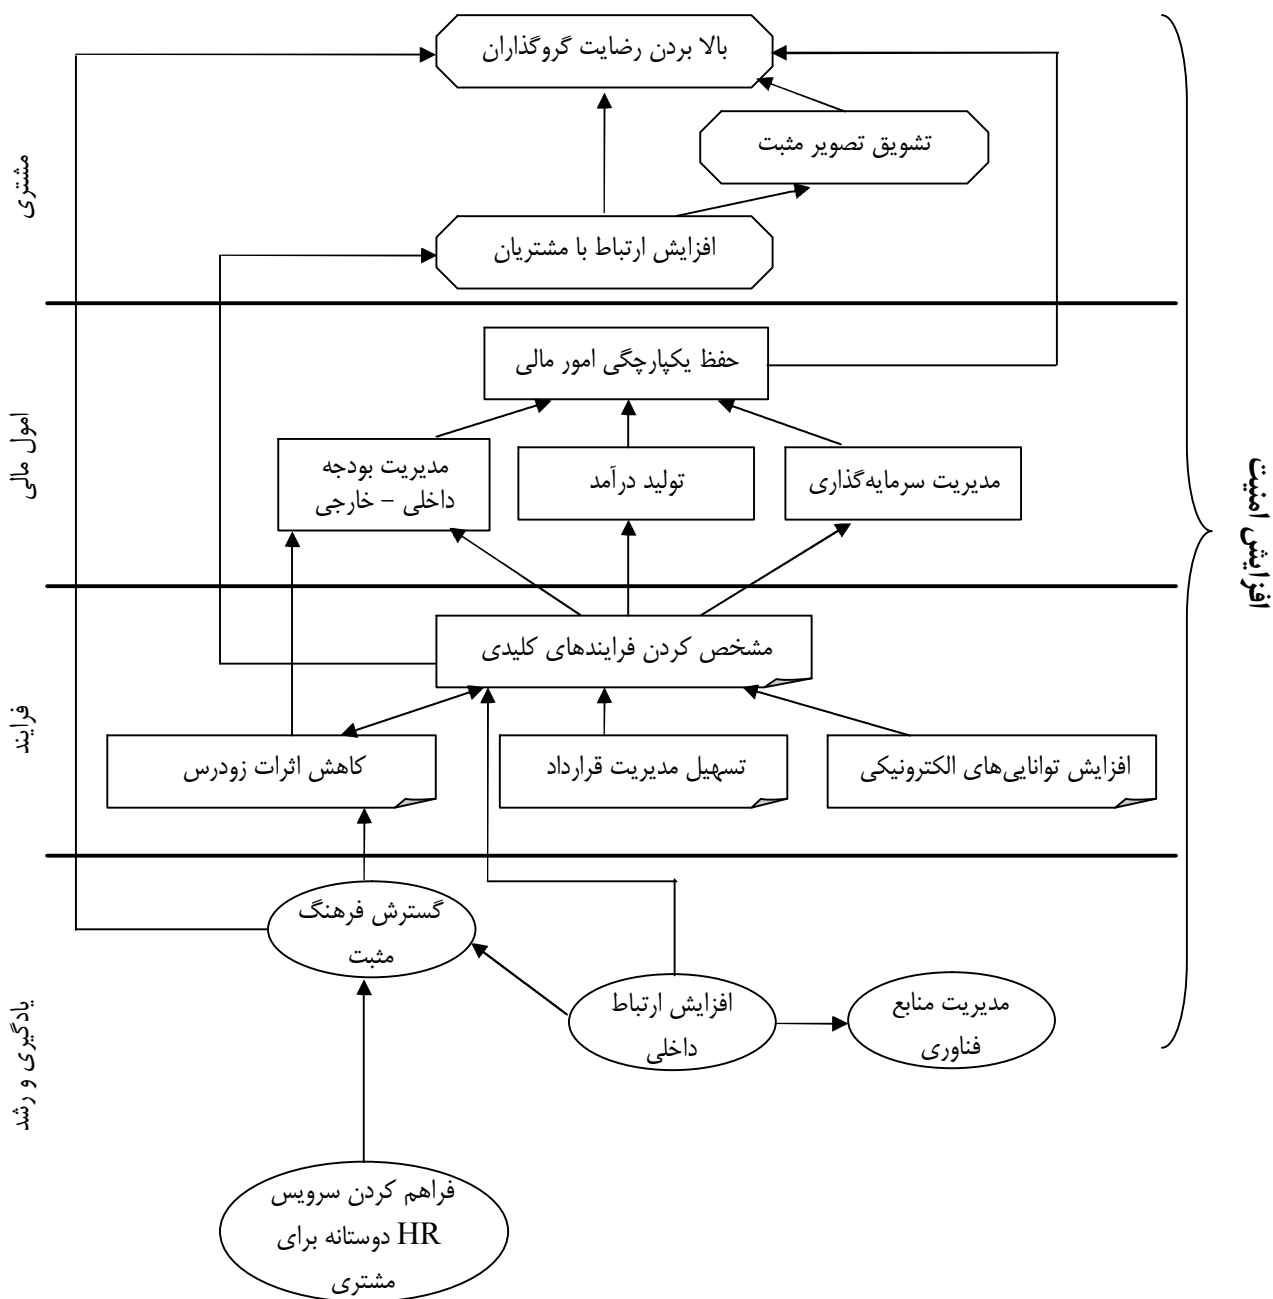 بالا بردن رضایت گروگذاران
تشویق تصویر مثبت
افزایش ارتباط با مشتریان
مشتری
حفظ یکپارچگی امور مالی
مدیریت بودجه
داخلی – خارجی
تولید درآمد
مدیریت سرمایه‌گذاری
امول مالی
افزایش امنیت
مشخص کردن فرایندهای کلیدی
کاهش اثرات زودرس
تسهیل مدیریت قرارداد
افزایش توانایی‌های الکترونیکی
فرایند
گسترش فرهنگ
مثبت
افزایش ارتباط
داخلی
مدیریت منابع
فناوری
یادگیری و رشد
فراهم کردن سرویس
HR دوستانه برای
مشتری